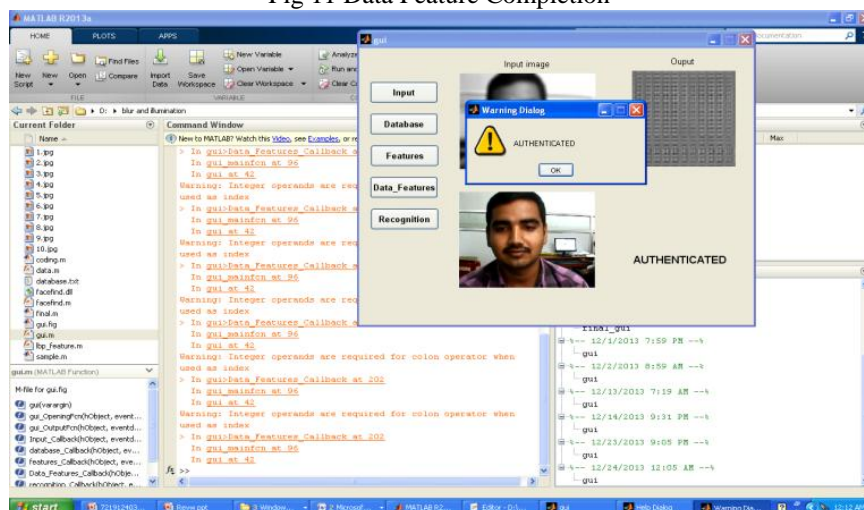 Fig 11 Data Feature Completion
MATLAB R2013a
HOME PLOTS APPS
New Script
New
Open
Find Files
Compare
Import Data
Save Workspace
New Variable
Open Variable
Clear Workspace
FILE
VARIABLE
D: blur and illumination
Current Folder
Name
1.jpg
2.jpg
3.jpg
4.jpg
5.jpg
6.jpg
7.jpg
8.jpg
9.jpg
10.jpg
coding.m
data.m
database.txt
facefind.dll
facefind.m
final.m
gui.fig
gui.m
lbp_feature.m
sample.m
gui.m (MATLAB Function)
M-file for gui.fig
gui(varargin)
gui_OpeningFcn(hObject, event...
gui_OutputFcn(hObject, eventd...
Input_Callback(hObject, eventd...
database_Callback(hObject, ev...
features_Callback(hObject, eve...
Data_Features_Callback(hObje...
recognition_Callback(hObject, e...
Command Window
New to MATLAB? Watch this Video, see Examples, or
> In gui>Data_Features_Callback
In gui_mainfcn at 96
In gui at 42
Warning: Integer operands are
used as index
> In gui>Data_Features_Callback
In gui_mainfcn at 96
In gui at 42
Warning: Integer operands are
used as index
> In gui>Data_Features_Callback
In gui_mainfcn at 96
In gui at 42
Warning: Integer operands are
used as index
> In gui>Data_Features_Callback
In gui_mainfcn at 96
In gui at 42
Warning: Integer operands are required for colon operator when
used as index
> In gui>Data_Features_Callback at 202
In gui_mainfcn at 96
In gui at 42
Warning: Integer operands are required for colon operator when
used as index
> In gui>Data_Features_Callback at 202
In gui_mainfcn at 96
In gui at 42
fx >>
gui
Input image
Ouput
Input
Database
Features
Data_Features
Recognition
Warning Dialog
AUTHENTICATED
OK
AUTHENTICATED
Max
final_gui
%-- 12/1/2013 7:59 PM --%
gui
%-- 12/2/2013 8:59 AM --%
gui
%-- 12/13/2013 7:19 AM --%
gui
%-- 12/14/2013 9:31 PM --%
gui
%-- 12/23/2013 9:05 PM --%
gui
%-- 12/24/2013 12:05 AM --%
gui
start
3 Window...
2 Microsof...
MATLAB R2...
Editor - D:\...
gui
Help Dialog
Warning Dia...
12:12 AM